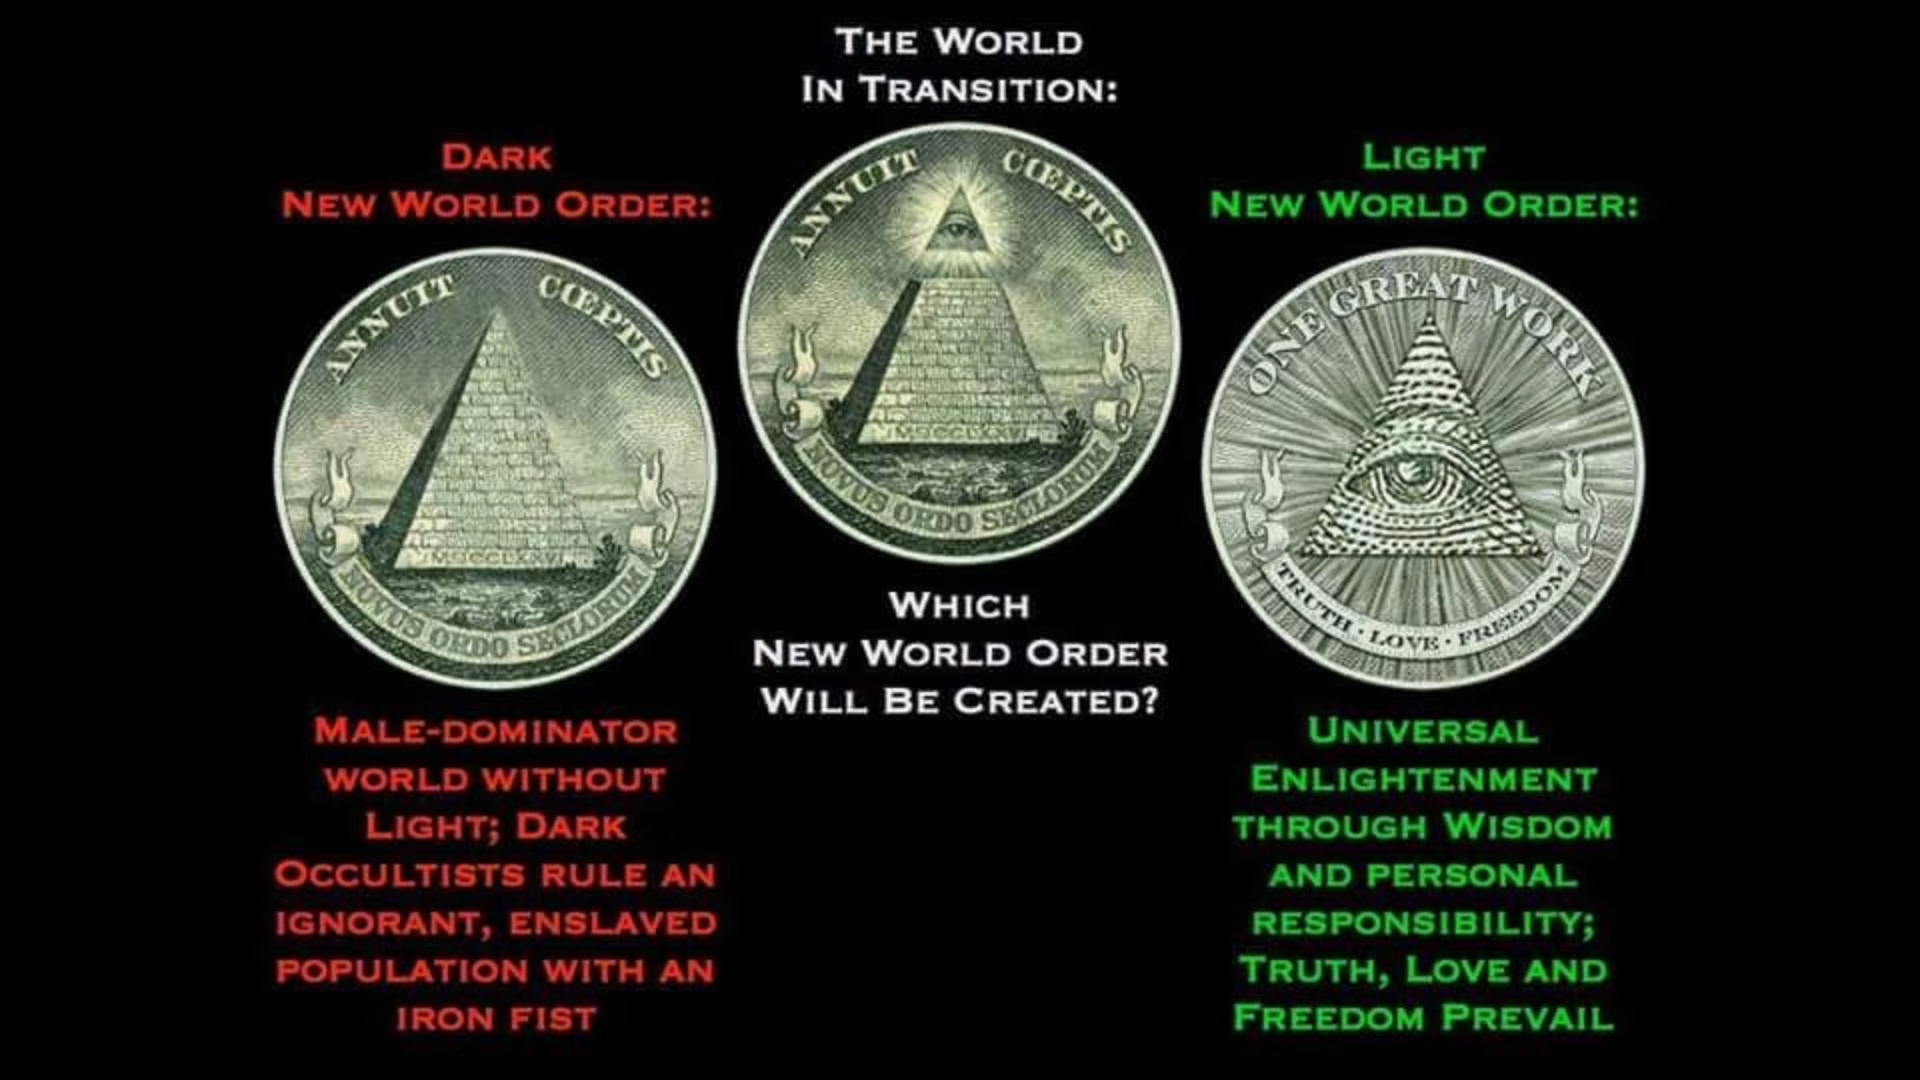 THE WORLD
IN TRANSITION:
DARK
NEW WORLD ORDER:
ANNUIT CŒPTIS
MDCCLXXVI
NOVUS ORDO SECLORUM
MALE-DOMINATOR
WORLD WITHOUT
LIGHT; DARK
OCCULTISTS RULE AN
IGNORANT, ENSLAVED
POPULATION WITH AN
IRON FIST
ANNUIT CŒPTIS
MDCCLXXVI
NOVUS ORDO SECLORUM
WHICH
NEW WORLD ORDER
WILL BE CREATED?
LIGHT
NEW WORLD ORDER:
ONE GREAT WORK
TRUTH · LOVE · FREEDOM
UNIVERSAL
ENLIGHTENMENT
THROUGH WISDOM
AND PERSONAL
RESPONSIBILITY;
TRUTH, LOVE AND
FREEDOM PREVAIL